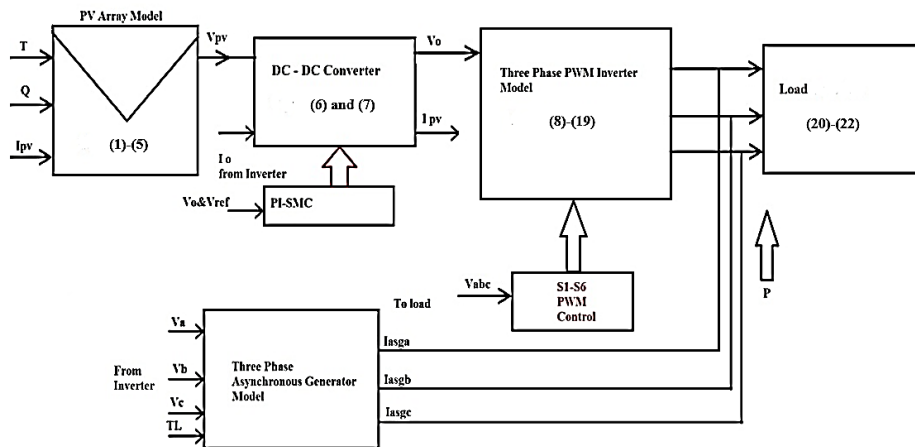 PV Array Model
T
Q
Ipv
(1)-(5)
Vpv
DC - DC Converter
(6) and (7)
Io
from Inverter
Vo
Ipv
Vo&Vref
PI-SMC
Three Phase PWM Inverter
Model
(8)-(19)
Load
(20)-(22)
Vabc
S1-S6
PWM
Control
P
To load
Va
From
Inverter
Vb
Vc
TL
Three Phase
Asynchronous Generator
Model
Iasga
Iasgb
Iasgc